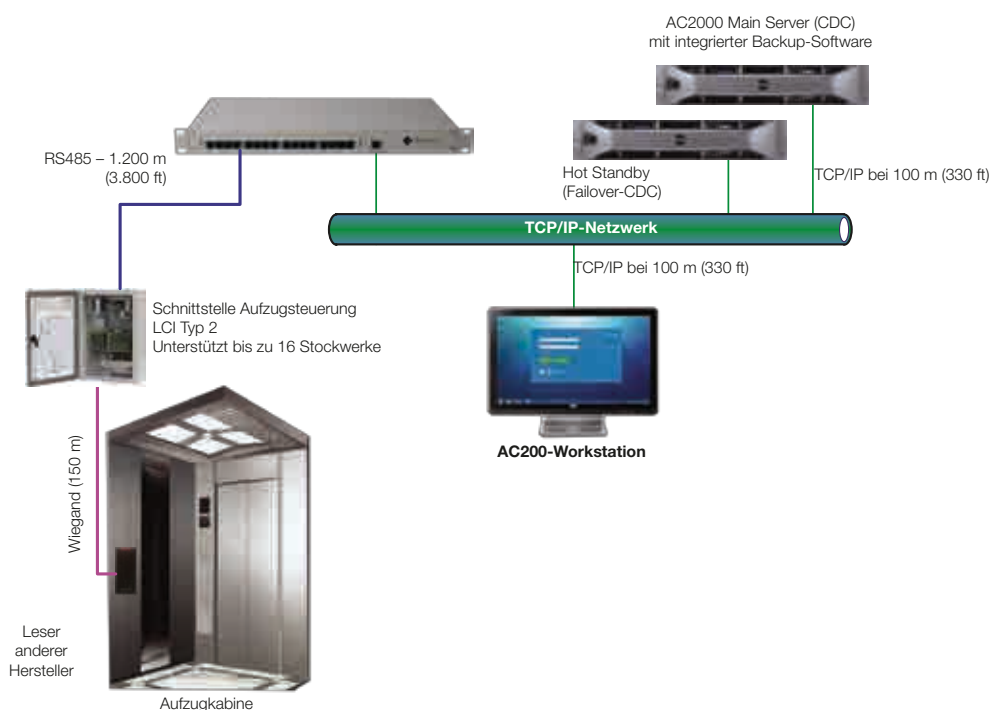 AC2000 Main Server (CDC)
mit integrierter Backup-Software
RS485 – 1.200 m
(3.800 ft)
Hot Standby
(Failover-CDC)
TCP/IP bei 100 m (330 ft)
TCP/IP-Netzwerk
TCP/IP bei 100 m (330 ft)
Schnittstelle Aufzugsteuerung
LCI Typ 2
Unterstützt bis zu 16 Stockwerke
AC200-Workstation
Wiegand (150 m)
Leser
anderer
Hersteller
Aufzugkabine